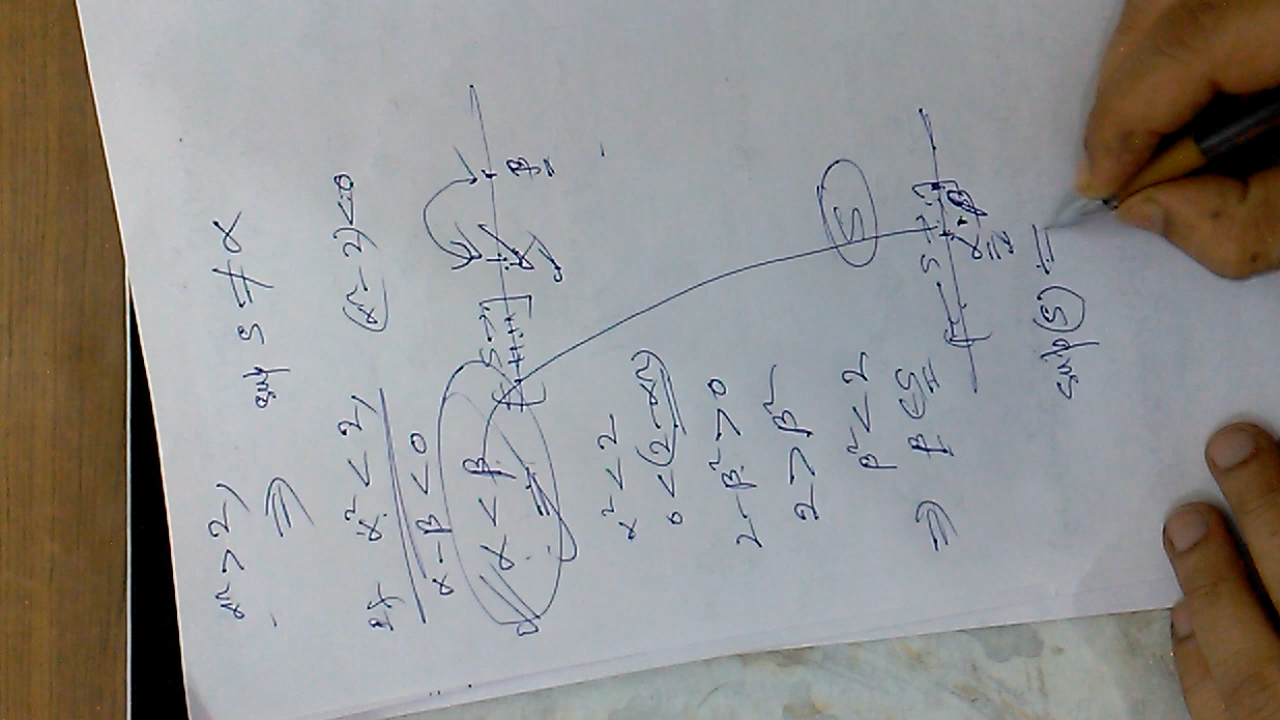 α² > 2,
⇒ sup S ≠ α
If α² < 2, (α² - 2) < 0
α - β < 0
α < β
S
β
α² < 2
0 < (2 - α²)
2 - β² > 0
2 > β²
S
β² < 2
⇒ β ∈ S
S
α
β
sup(S) =